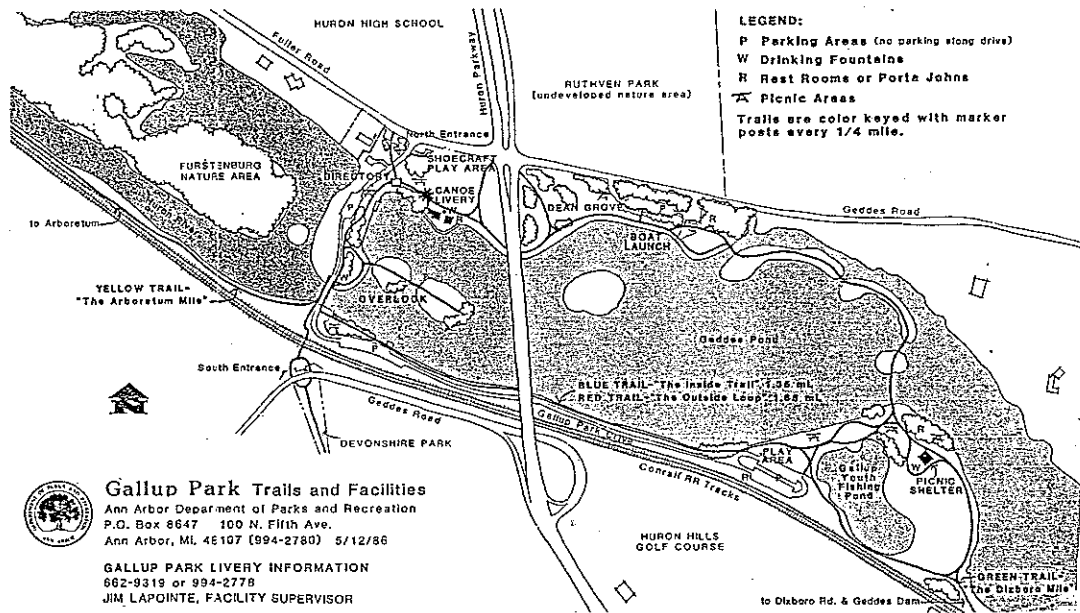 HURON HIGH SCHOOL
Fuller Road
Huron Parkway
RUTHVEN PARK
(undeveloped nature area)
LEGEND:
P Parking Areas (no parking along drive)
W Drinking Fountains
R Rest Rooms or Porta Johns
Picnic Areas
Trails are color keyed with marker
posts every 1/4 mile.
North Entrance
SHOECRAFT
PLAY AREA
DIRECTORY
CANOE
LIVERY
FURSTENBURG
NATURE AREA
to Arboretum
Huron River
DEAN GROVE
P
R
BOAT
LAUNCH
Geddes Road
YELLOW TRAIL-
"The Arboretum Mile"
OVERLOOK
Geddes Pond
South Entrance
P
BLUE TRAIL-"The Inside Trail"
RED TRAIL-"The Outside Loop"
Geddes Road
Gallup Park Drive
Conrail RR Tracks
DEVONSHIRE PARK
N
PLAY
AREA
Gallup
Youth
Fishing
Pond
R
W
PICNIC
SHELTER
HURON HILLS
GOLF COURSE
GREEN TRAIL-
"The Dixboro Mile"
to Dixboro Rd. & Geddes Dam
Gallup Park Trails and Facilities
Ann Arbor Deparment of Parks and Recreation
P.O. Box 8647 100 N. Fifth Ave.
Ann Arbor, MI. 48107 (994-2780) 5/12/86
GALLUP PARK LIVERY INFORMATION
662-9319 or 994-2778
JIM LAPOINTE, FACILITY SUPERVISOR